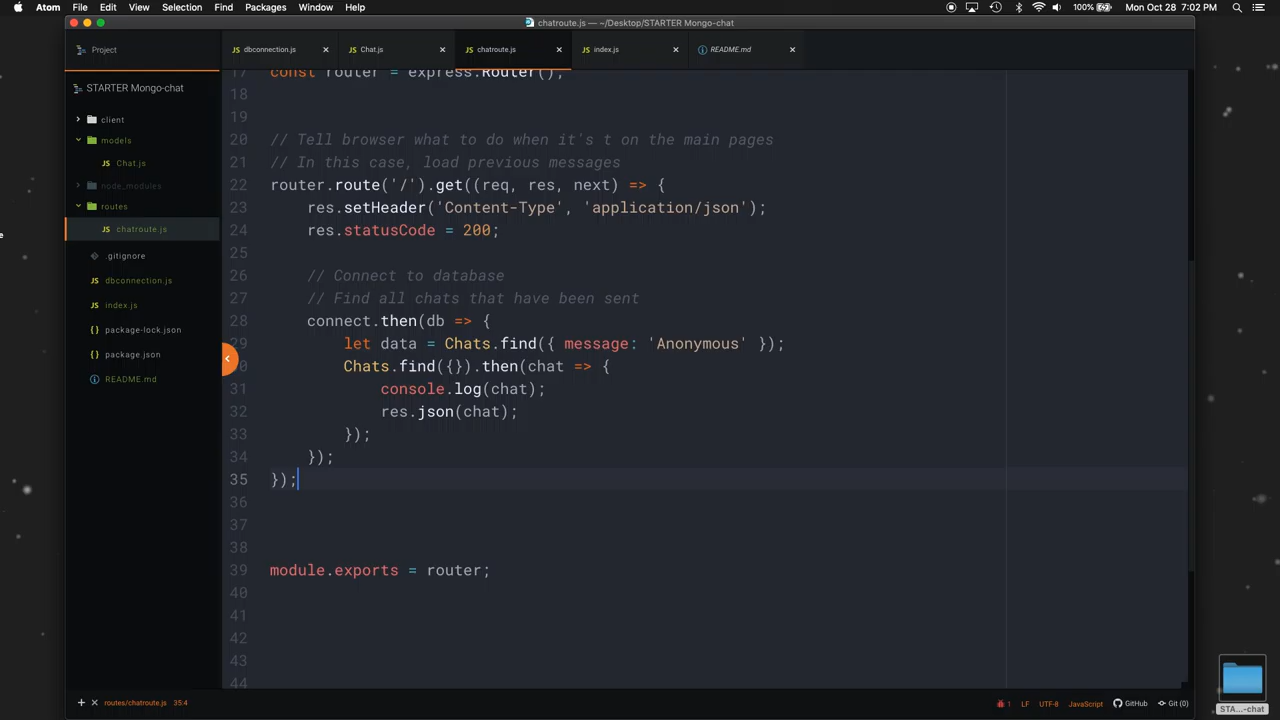 Atom File Edit View Selection Find Packages Window Help 100% Mon Oct 28 7:02 PM
chatroute.js — ~/Desktop/STARTER Mongo-chat
Project
dbconnection.js Chat.js chatroute.js index.js README.md
STARTER Mongo-chat
client
models
Chat.js
node_modules
routes
chatroute.js
.gitignore
dbconnection.js
index.js
package-lock.json
package.json
README.md
17 const router = express.Router();
18
19
20 // Tell browser what to do when it's t on the main pages
21 // In this case, load previous messages
22 router.route('/').get((req, res, next) => {
23 res.setHeader('Content-Type', 'application/json');
24 res.statusCode = 200;
25
26 // Connect to database
27 // Find all chats that have been sent
28 connect.then(db => {
29 let data = Chats.find({ message: 'Anonymous' });
30 Chats.find({}).then(chat => {
31 console.log(chat);
32 res.json(chat);
33 });
34 });
35 });
36
37
38
39 module.exports = router;
40
41
42
43
44
routes/chatroute.js 35:4 1 LF UTF-8 JavaScript GitHub Git (0)
STA...-chat